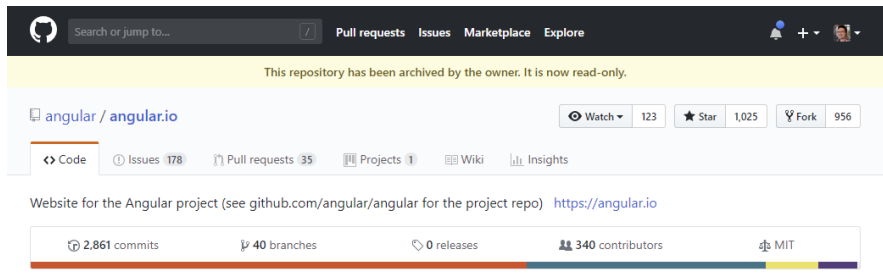 Search or jump to... / Pull requests Issues Marketplace Explore
This repository has been archived by the owner. It is now read-only.
angular / angular.io Watch 123 Star 1,025 Fork 956
Code Issues 178 Pull requests 35 Projects 1 Wiki Insights
Website for the Angular project (see github.com/angular/angular for the project repo) https://angular.io
2,861 commits 40 branches 0 releases 340 contributors MIT